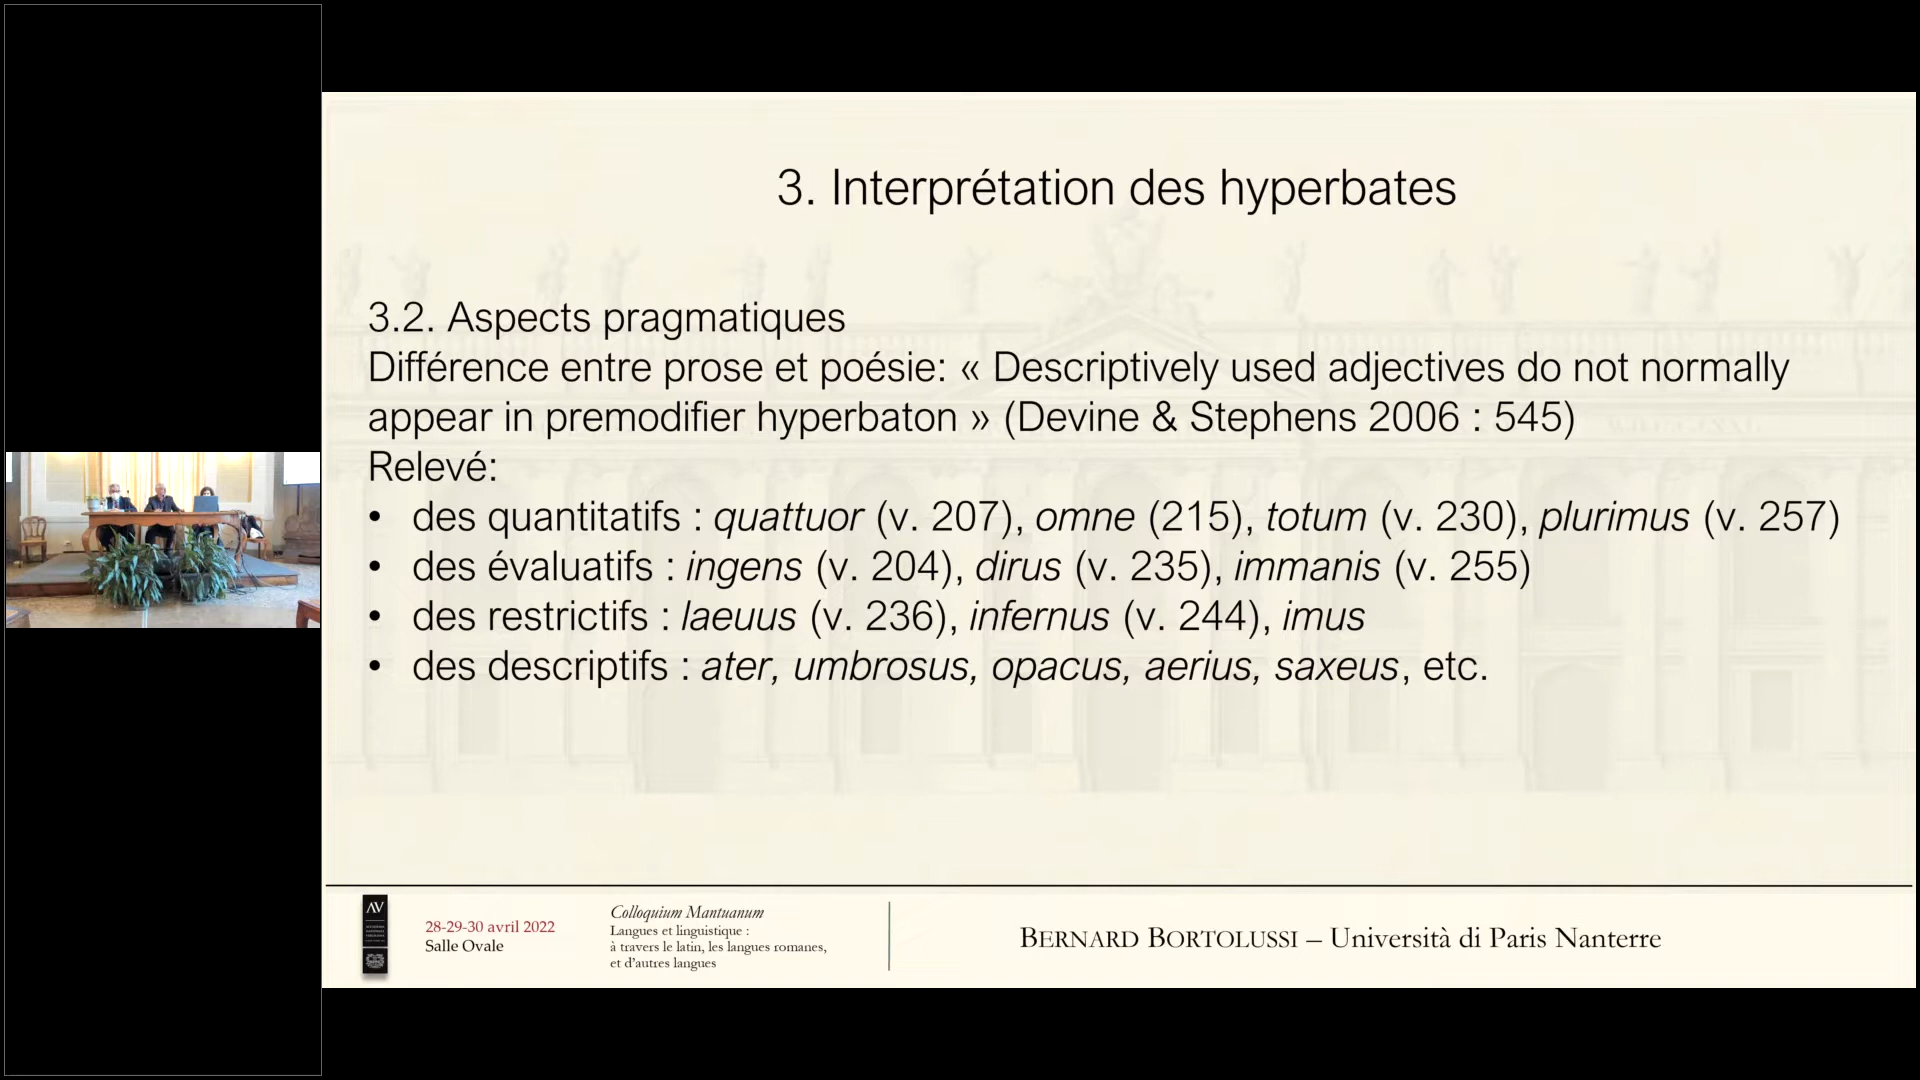 3. Interprétation des hyperbates
3.2. Aspects pragmatiques
Différence entre prose et poésie: « Descriptively used adjectives do not normally
appear in premodifier hyperbaton » (Devine & Stephens 2006 : 545)
Relevé:
• des quantitatifs : quattuor (v. 207), omne (215), totum (v. 230), plurimus (v. 257)
• des évaluatifs : ingens (v. 204), dirus (v. 235), immanis (v. 255)
• des restrictifs : laeuus (v. 236), infernus (v. 244), imus
• des descriptifs : ater, umbrosus, opacus, aerius, saxeus, etc.
AV
28-29-30 avril 2022
Salle Ovale
Colloquium Mantuanum
Langues et linguistique :
à travers le latin, les langues romanes,
et d'autres langues
BERNARD BORTOLUSSI – Università di Paris Nanterre